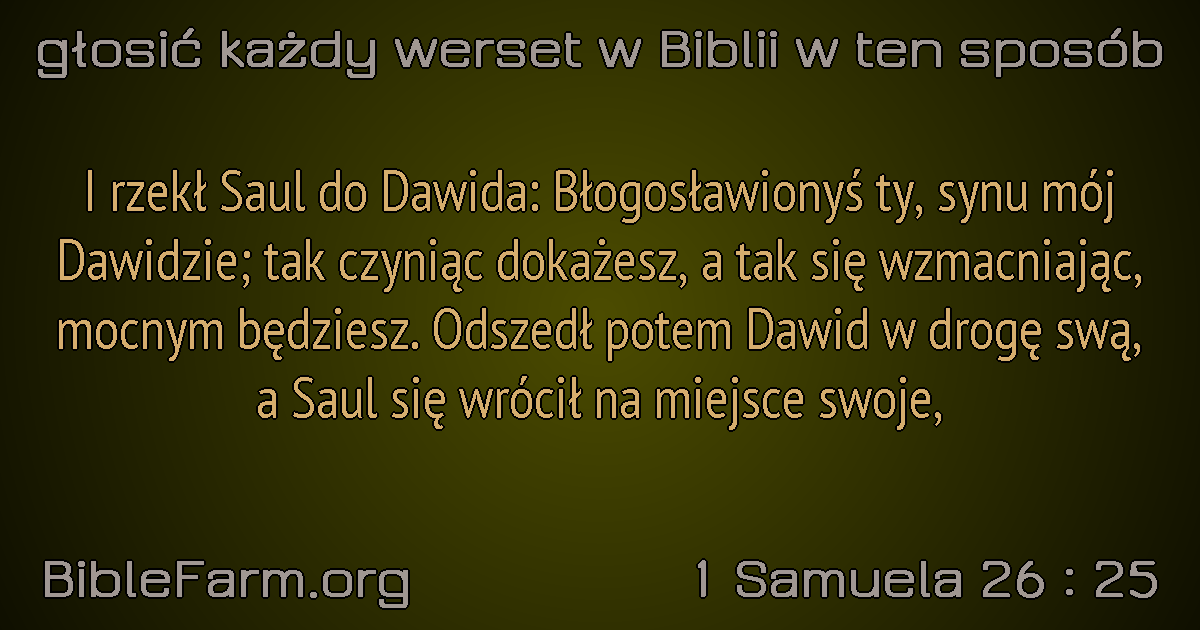 głosić każdy werset w Biblii w ten sposób
I rzekł Saul do Dawida: Błogosławionyś ty, synu mój
Dawidzie; tak czyniąc dokażesz, a tak się wzmacniając,
mocnym będziesz. Odszedł potem Dawid w drogę swą,
a Saul się wrócił na miejsce swoje,
BibleFarm.org
1 Samuela 26 : 25